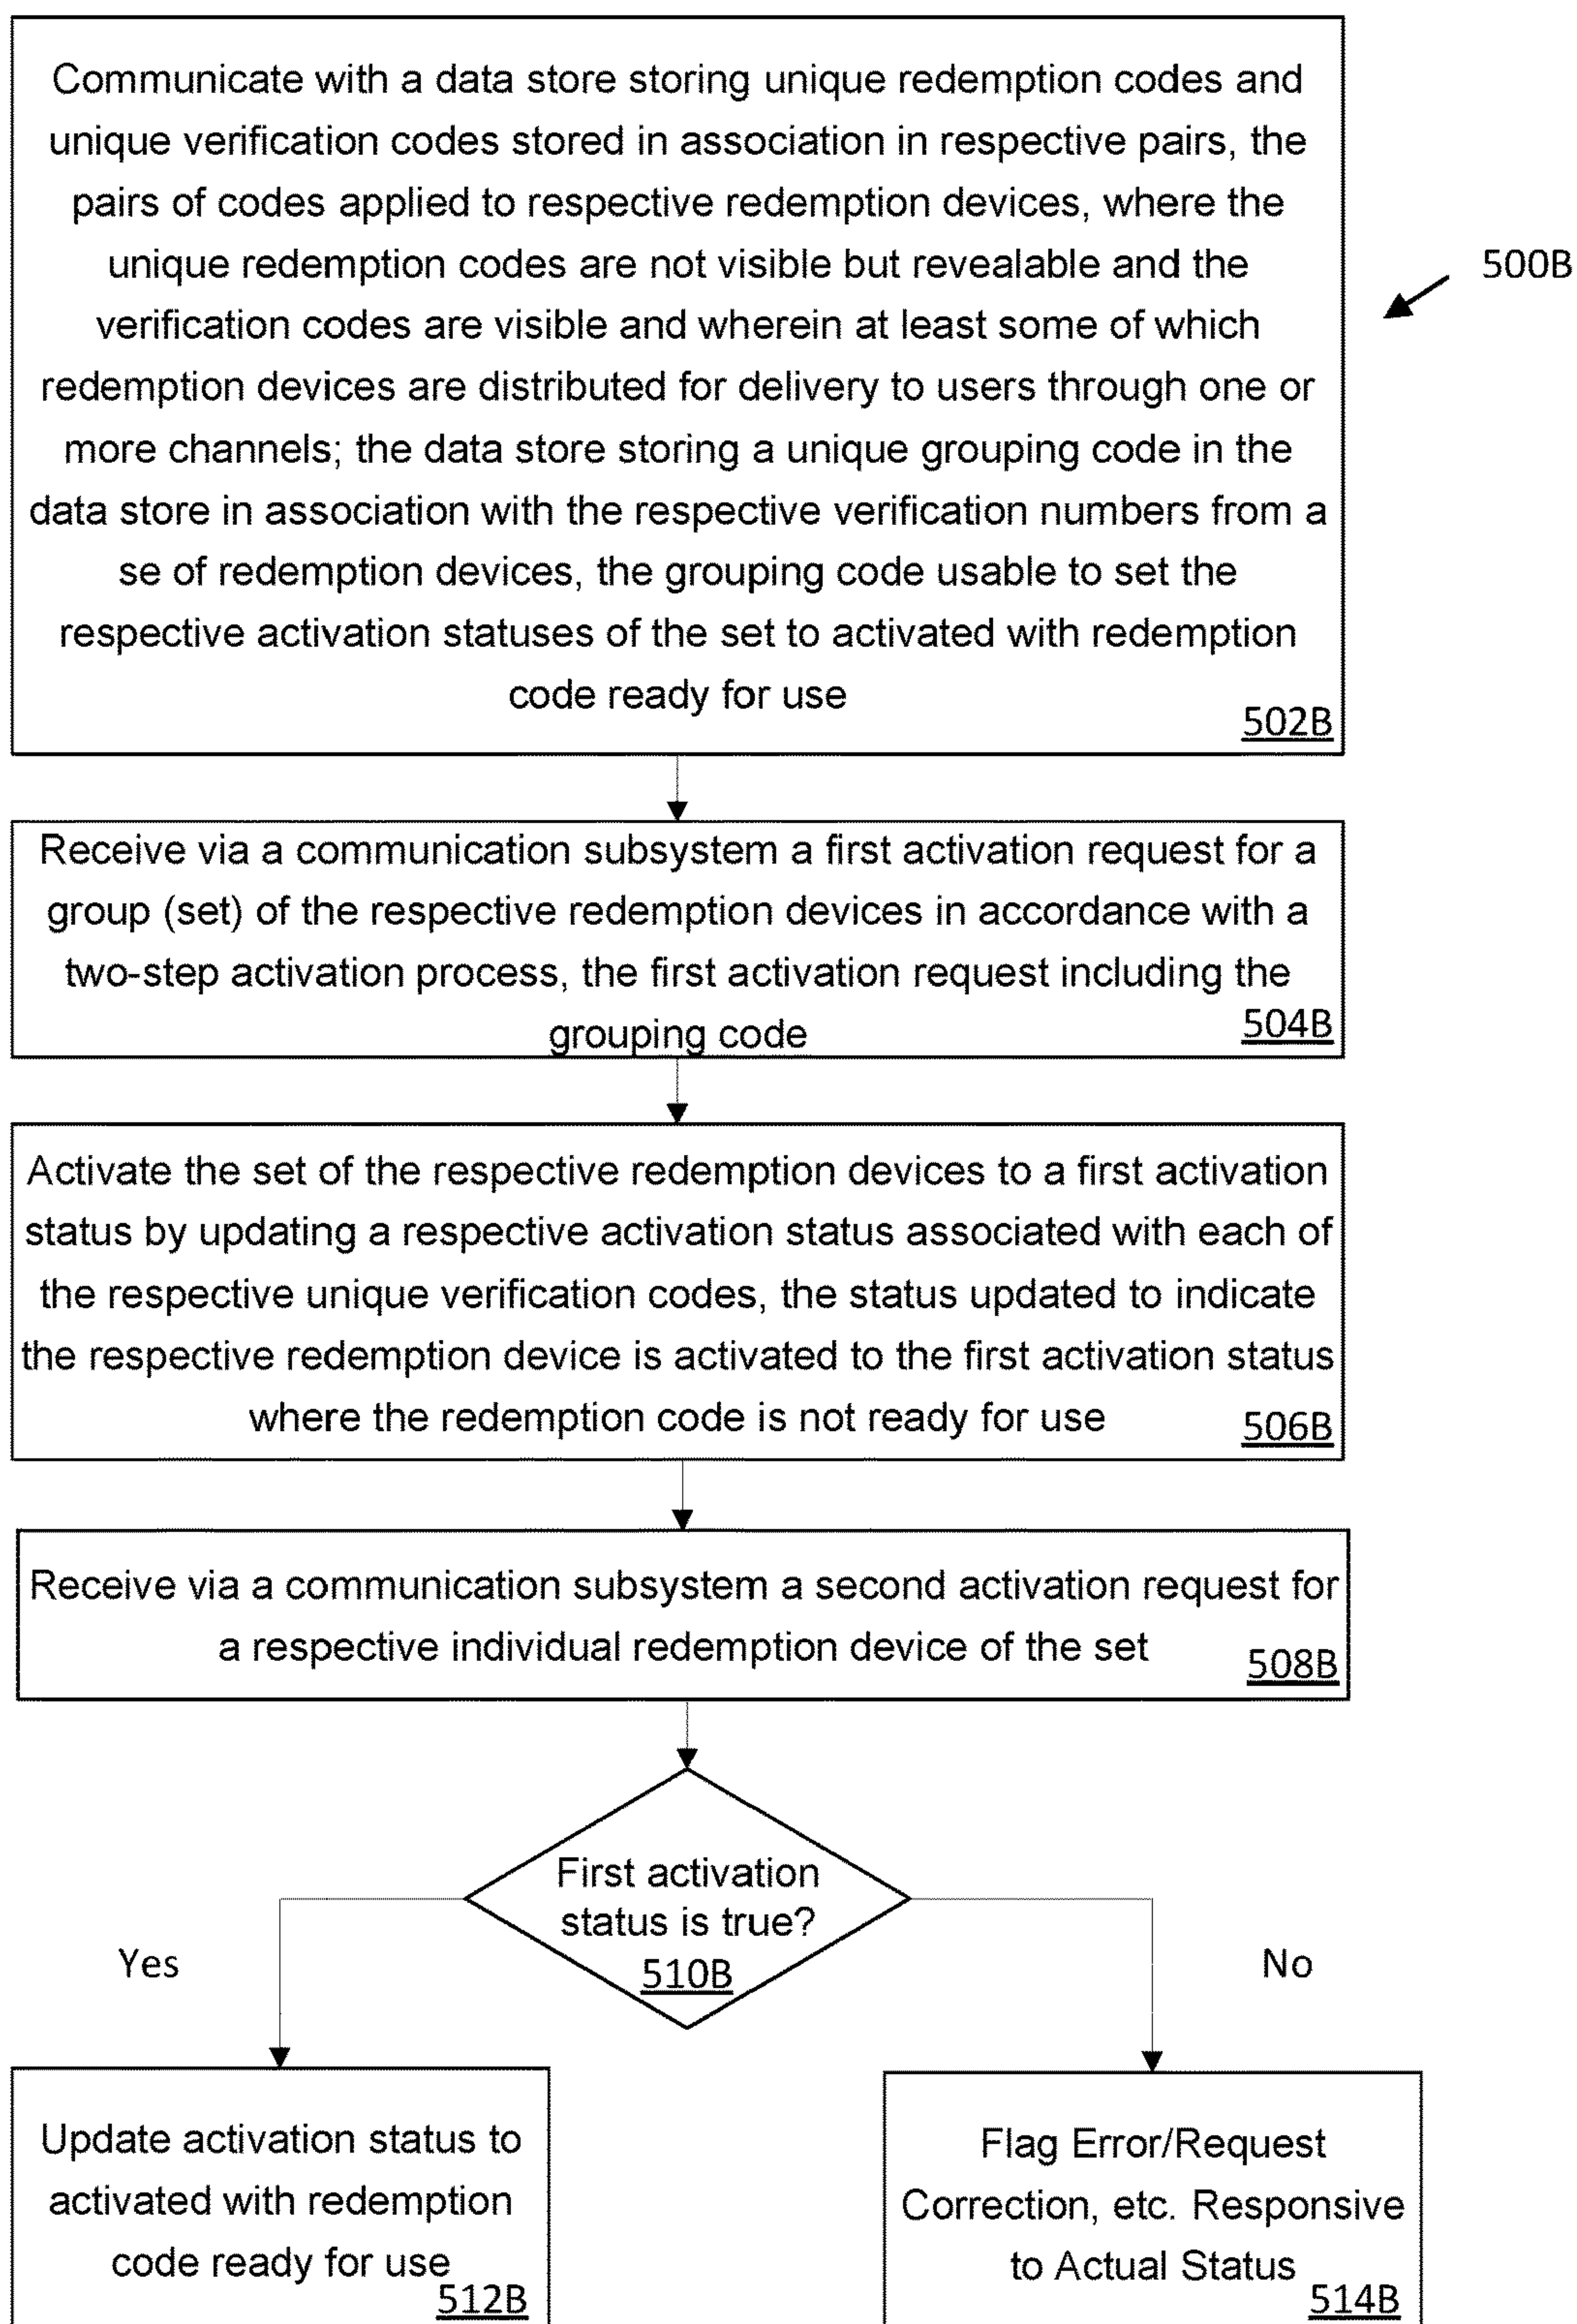 Communicate with a data store storing unique redemption codes and
unique verification codes stored in association in respective pairs, the
pairs of codes applied to respective redemption devices, where the
unique redemption codes are not visible but revealable and the
verification codes are visible and wherein at least some of which
redemption devices are distributed for delivery to users through one or
more channels; the data store storing a unique grouping code in the
data store in association with the respective verification numbers from a
se of redemption devices, the grouping code usable to set the
respective activation statuses of the set to activated with redemption
code ready for use
502B
500B
Receive via a communication subsystem a first activation request for a
group (set) of the respective redemption devices in accordance with a
two-step activation process, the first activation request including the
grouping code
504B
Activate the set of the respective redemption devices to a first activation
status by updating a respective activation status associated with each of
the respective unique verification codes, the status updated to indicate
the respective redemption device is activated to the first activation status
where the redemption code is not ready for use
506B
Receive via a communication subsystem a second activation request for
a respective individual redemption device of the set
508B
First activation
status is true?
510B
Yes
No
Update activation status to
activated with redemption
code ready for use
512B
Flag Error/Request
Correction, etc. Responsive
to Actual Status
514B